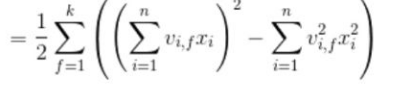 = \frac{1}{2} \sum_{f=1}^{k} \left( \left( \sum_{i=1}^{n} v_{i,f} x_i \right)^2 - \sum_{i=1}^{n} v_{i,f}^2 x_i^2 \right)